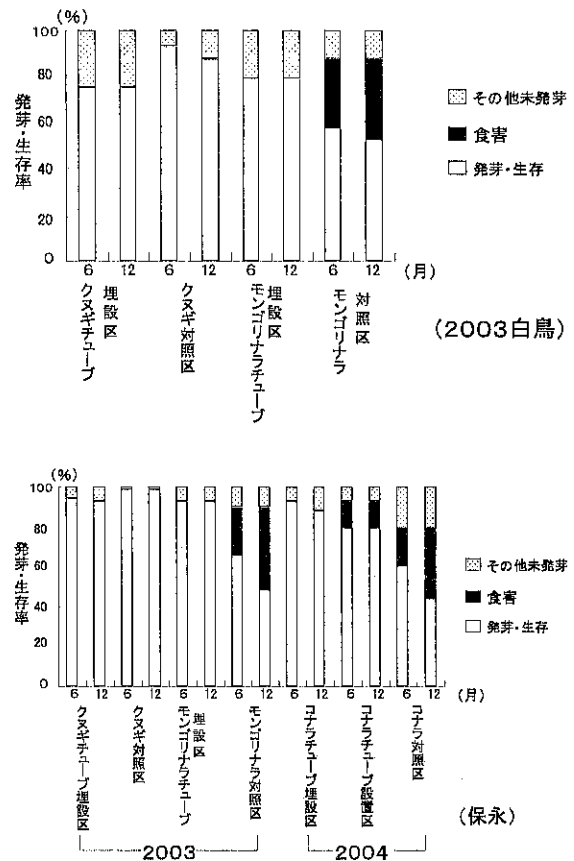 (%)
100
80
60
40
20
0
発芽・生存率
6 12 6 12 6 12 6 12 (月)
クヌギチューブ埋設区
クヌギ対照区
モンゴリナラチューブ埋設区
モンゴリナラ対照区
その他未発芽
食害
発芽・生存
(2003白鳥)
(%)
100
80
60
40
20
0
発芽・生存率
6 12 6 12 6 12 6 12 6 12 6 12 6 12 (月)
クヌギチューブ埋設区
クヌギ対照区
モンゴリナラチューブ埋設区
モンゴリナラ対照区
コナラチューブ埋設区
コナラチューブ設置区
コナラ対照区
その他未発芽
食害
発芽・生存
(保永)
2003
2004